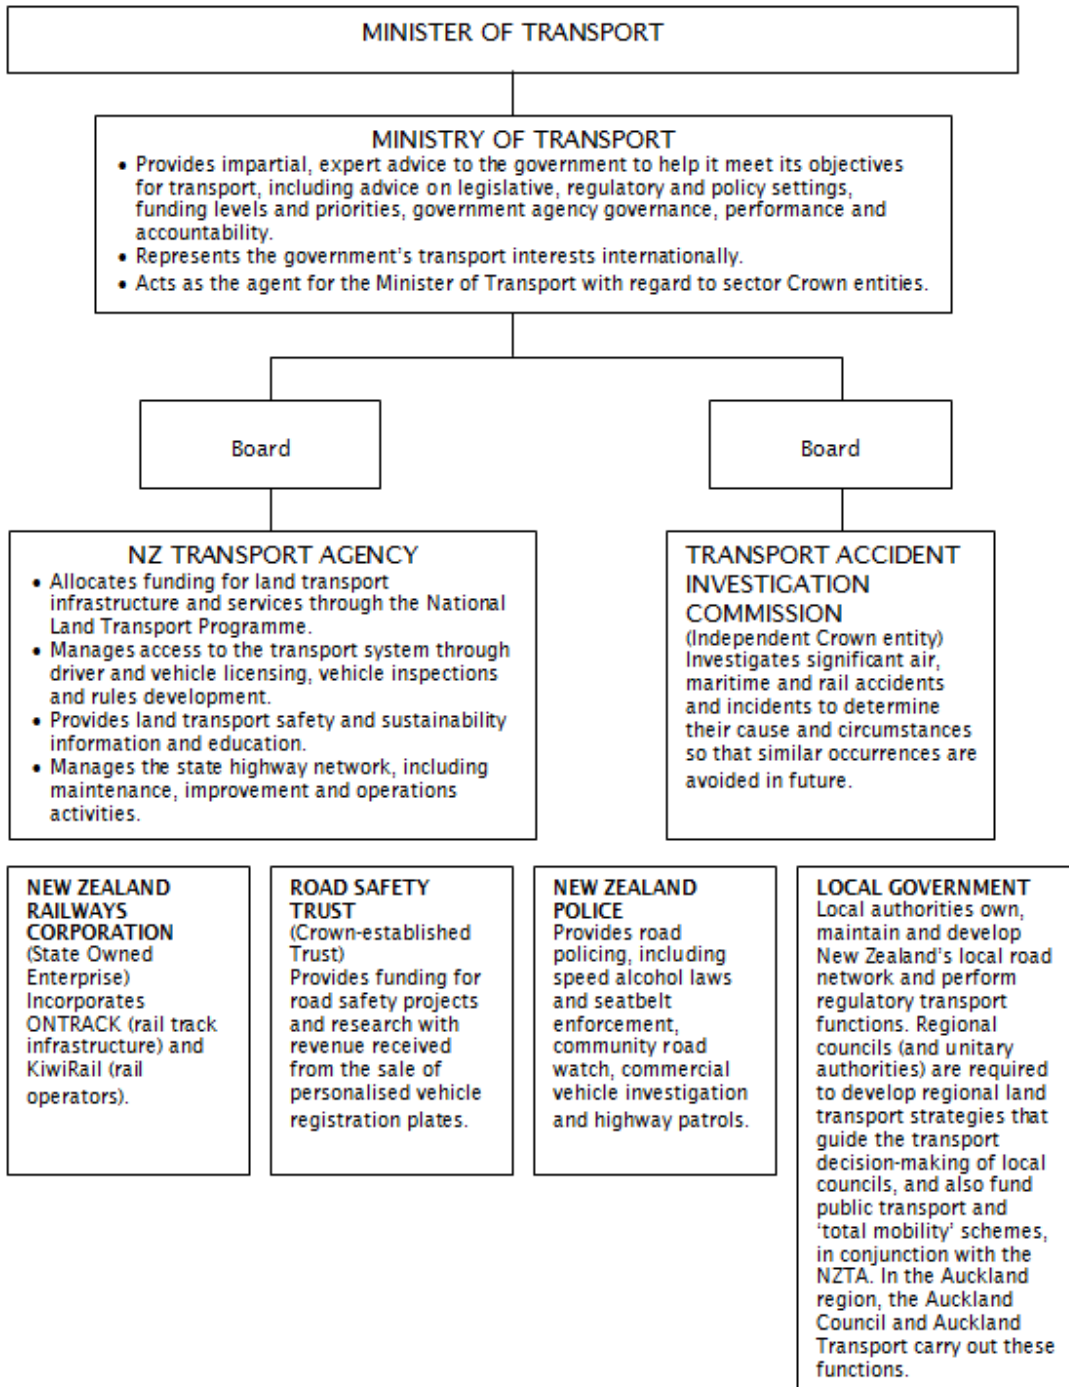 MINISTER OF TRANSPORT
MINISTRY OF TRANSPORT
• Provides impartial, expert advice to the government to help it meet its objectives
for transport, including advice on legislative, regulatory and policy settings,
funding levels and priorities, government agency governance, performance and
accountability.
• Represents the government's transport interests internationally.
• Acts as the agent for the Minister of Transport with regard to sector Crown entities.
Board
Board
NZ TRANSPORT AGENCY
• Allocates funding for land transport
infrastructure and services through the National
Land Transport Programme.
• Manages access to the transport system through
driver and vehicle licensing, vehicle inspections
and rules development.
• Provides land transport safety and sustainability
information and education.
• Manages the state highway network, including
maintenance, improvement and operations
activities.
TRANSPORT ACCIDENT
INVESTIGATION
COMMISSION
(Independent Crown entity)
Investigates significant air,
maritime and rail accidents
and incidents to determine
their cause and circumstances
so that similar occurrences are
avoided in future.
NEW ZEALAND
RAILWAYS
CORPORATION
(State Owned
Enterprise)
Incorporates
ONTRACK (rail track
infrastructure) and
KiwiRail (rail
operators).
ROAD SAFETY
TRUST
(Crown-established
Trust)
Provides funding for
road safety projects
and research with
revenue received
from the sale of
personalised vehicle
registration plates.
NEW ZEALAND
POLICE
Provides road
policing, including
speed alcohol laws
and seatbelt
enforcement,
community road
watch, commercial
vehicle investigation
and highway patrols.
LOCAL GOVERNMENT
Local authorities own,
maintain and develop
New Zealand's local road
network and perform
regulatory transport
functions. Regional
councils (and unitary
authorities) are required
to develop regional land
transport strategies that
guide the transport
decision-making of local
councils, and also fund
public transport and
'total mobility' schemes,
in conjunction with the
NZTA. In the Auckland
region, the Auckland
Council and Auckland
Transport carry out these
functions.